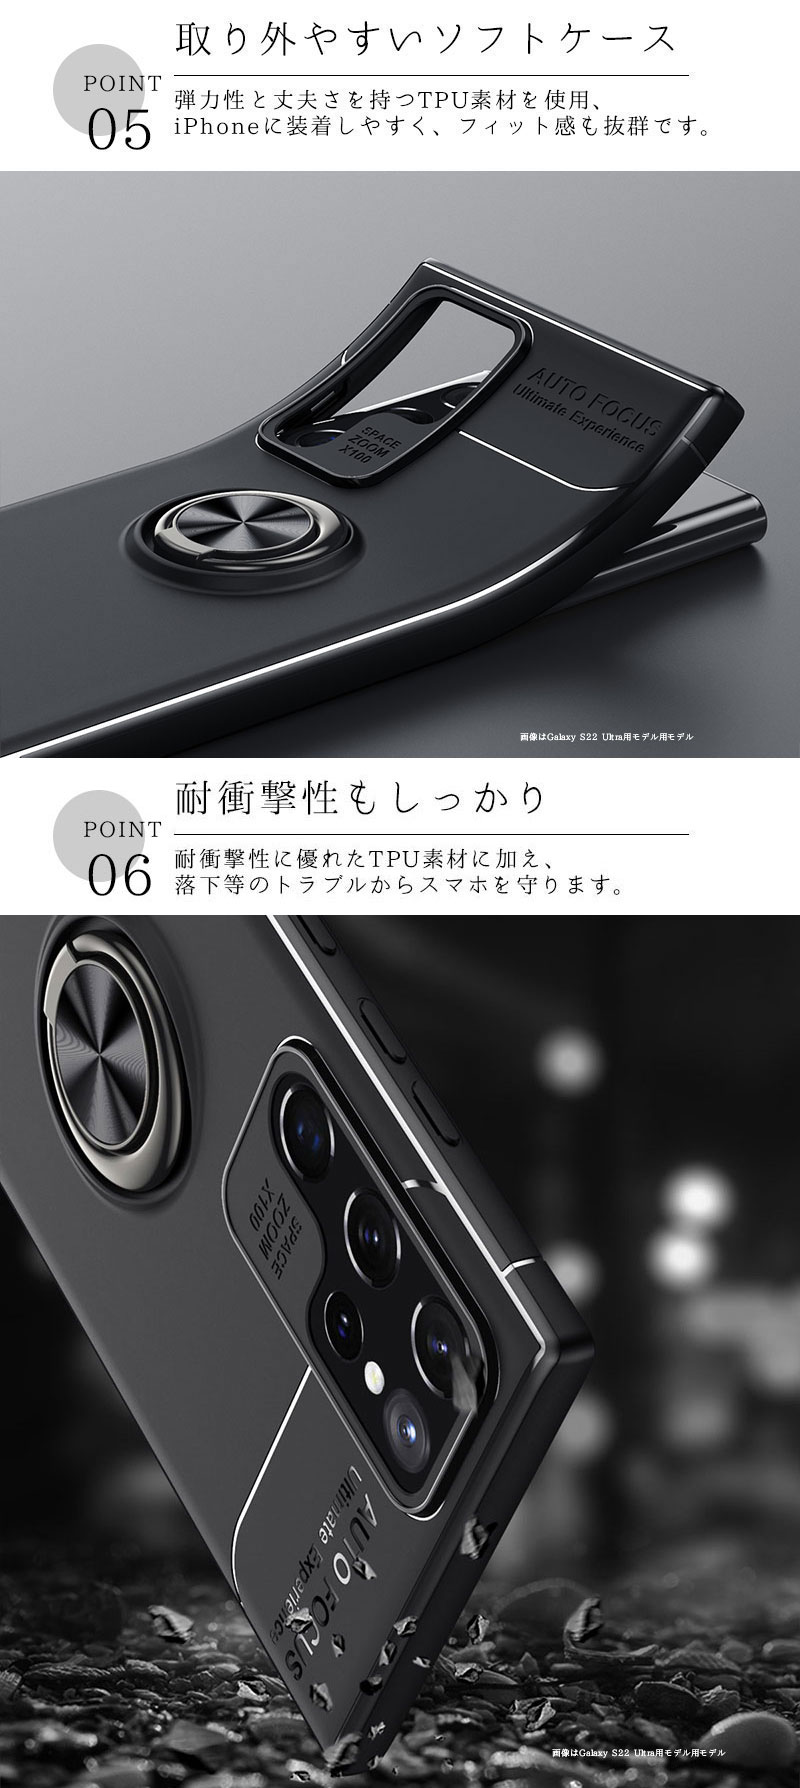 取り外やすいソフトケース
POINT
05
弾力性と丈夫さを持つTPU素材を使用、
iPhoneに装着しやすく、フィット感も抜群です。
AUTO FOCUS
Ultimate Experience
SPACE
ZOOM
X100
画像はGalaxy S22 Ultra用モデル用モデル
耐衝撃性もしっかり
POINT
06
耐衝撃性に優れたTPU素材に加え、
落下等のトラブルからスマホを守ります。
SPACE
ZOOM
X100
AUTO FOCUS
Ultimate Experience
画像はGalaxy S22 Ultra用モデル用モデル